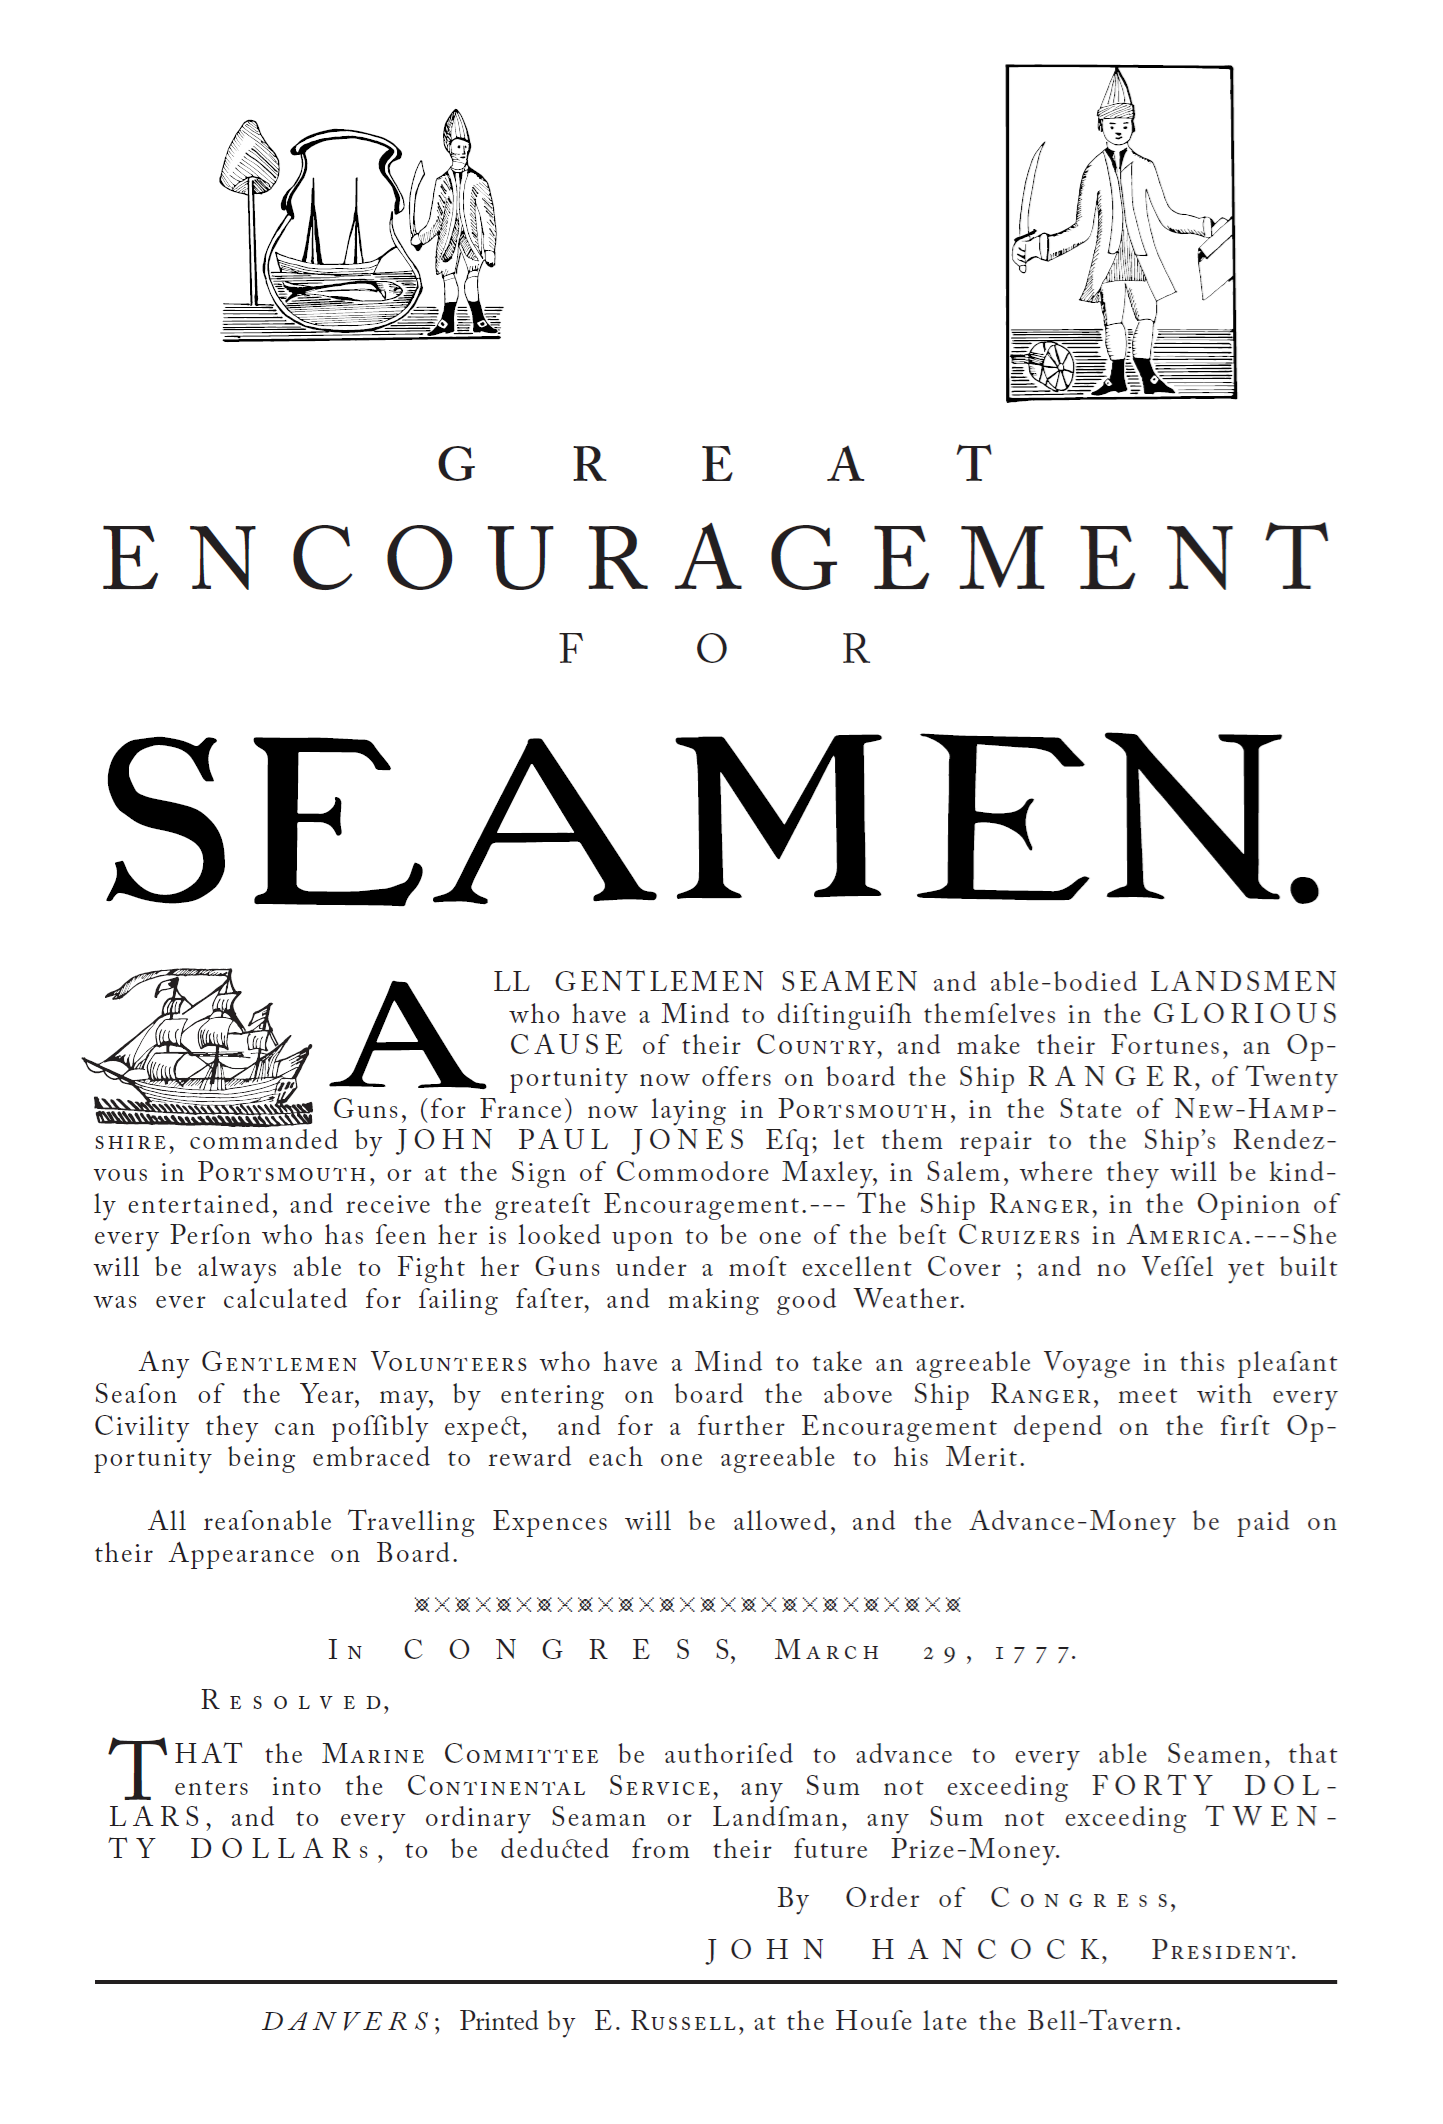 GREAT
ENCOURAGEMENT
FOR
SEAMEN.
ALL GENTLEMEN SEAMEN and able-bodied LANDSMEN
who have a Mind to diſtinguiſh themſelves in the GLORIOUS
CAUSE of their COUNTRY, and make their Fortunes, an Op-
portunity now offers on board the Ship RANGER, of Twenty
Guns, (for France) now laying in PORTSMOUTH, in the State of NEW-HAMP-
SHIRE, commanded by JOHN PAUL JONES Eſq; let them repair to the Ship’s Rendez-
vous in PORTSMOUTH, or at the Sign of Commodore Maxley, in Salem, where they will be kind-
ly entertained, and receive the greateſt Encouragement.--- The Ship RANGER, in the Opinion of
every Perſon who has ſeen her is looked upon to be one of the beſt CRUIZERS in AMERICA.---She
will be always able to Fight her Guns under a moſt excellent Cover ; and no Veſſel yet built
was ever calculated for ſailing faſter, and making good Weather.
Any GENTLEMEN VOLUNTEERS who have a Mind to take an agreeable Voyage in this pleaſant
Seaſon of the Year, may, by entering on board the above Ship RANGER, meet with every
Civility they can poſſibly expect, and for a further Encouragement depend on the firſt Op-
portunity being embraced to reward each one agreeable to his Merit.
All reaſonable Travelling Expences will be allowed, and the Advance-Money be paid on
their Appearance on Board.
IN CONGRESS, MARCH 29, 1777.
RESOLVED,
THAT the MARINE COMMITTEE be authoriſed to advance to every able Seamen, that
enters into the CONTINENTAL SERVICE, any Sum not exceeding FORTY DOL-
LARS, and to every ordinary Seaman or Landſman, any Sum not exceeding TWEN-
TY DOLLARs, to be deducted from their future Prize-Money.
By Order of CONGRESS,
JOHN HANCOCK, PRESIDENT.
DANVERS; Printed by E. RUSSELL, at the Houſe late the Bell-Tavern.